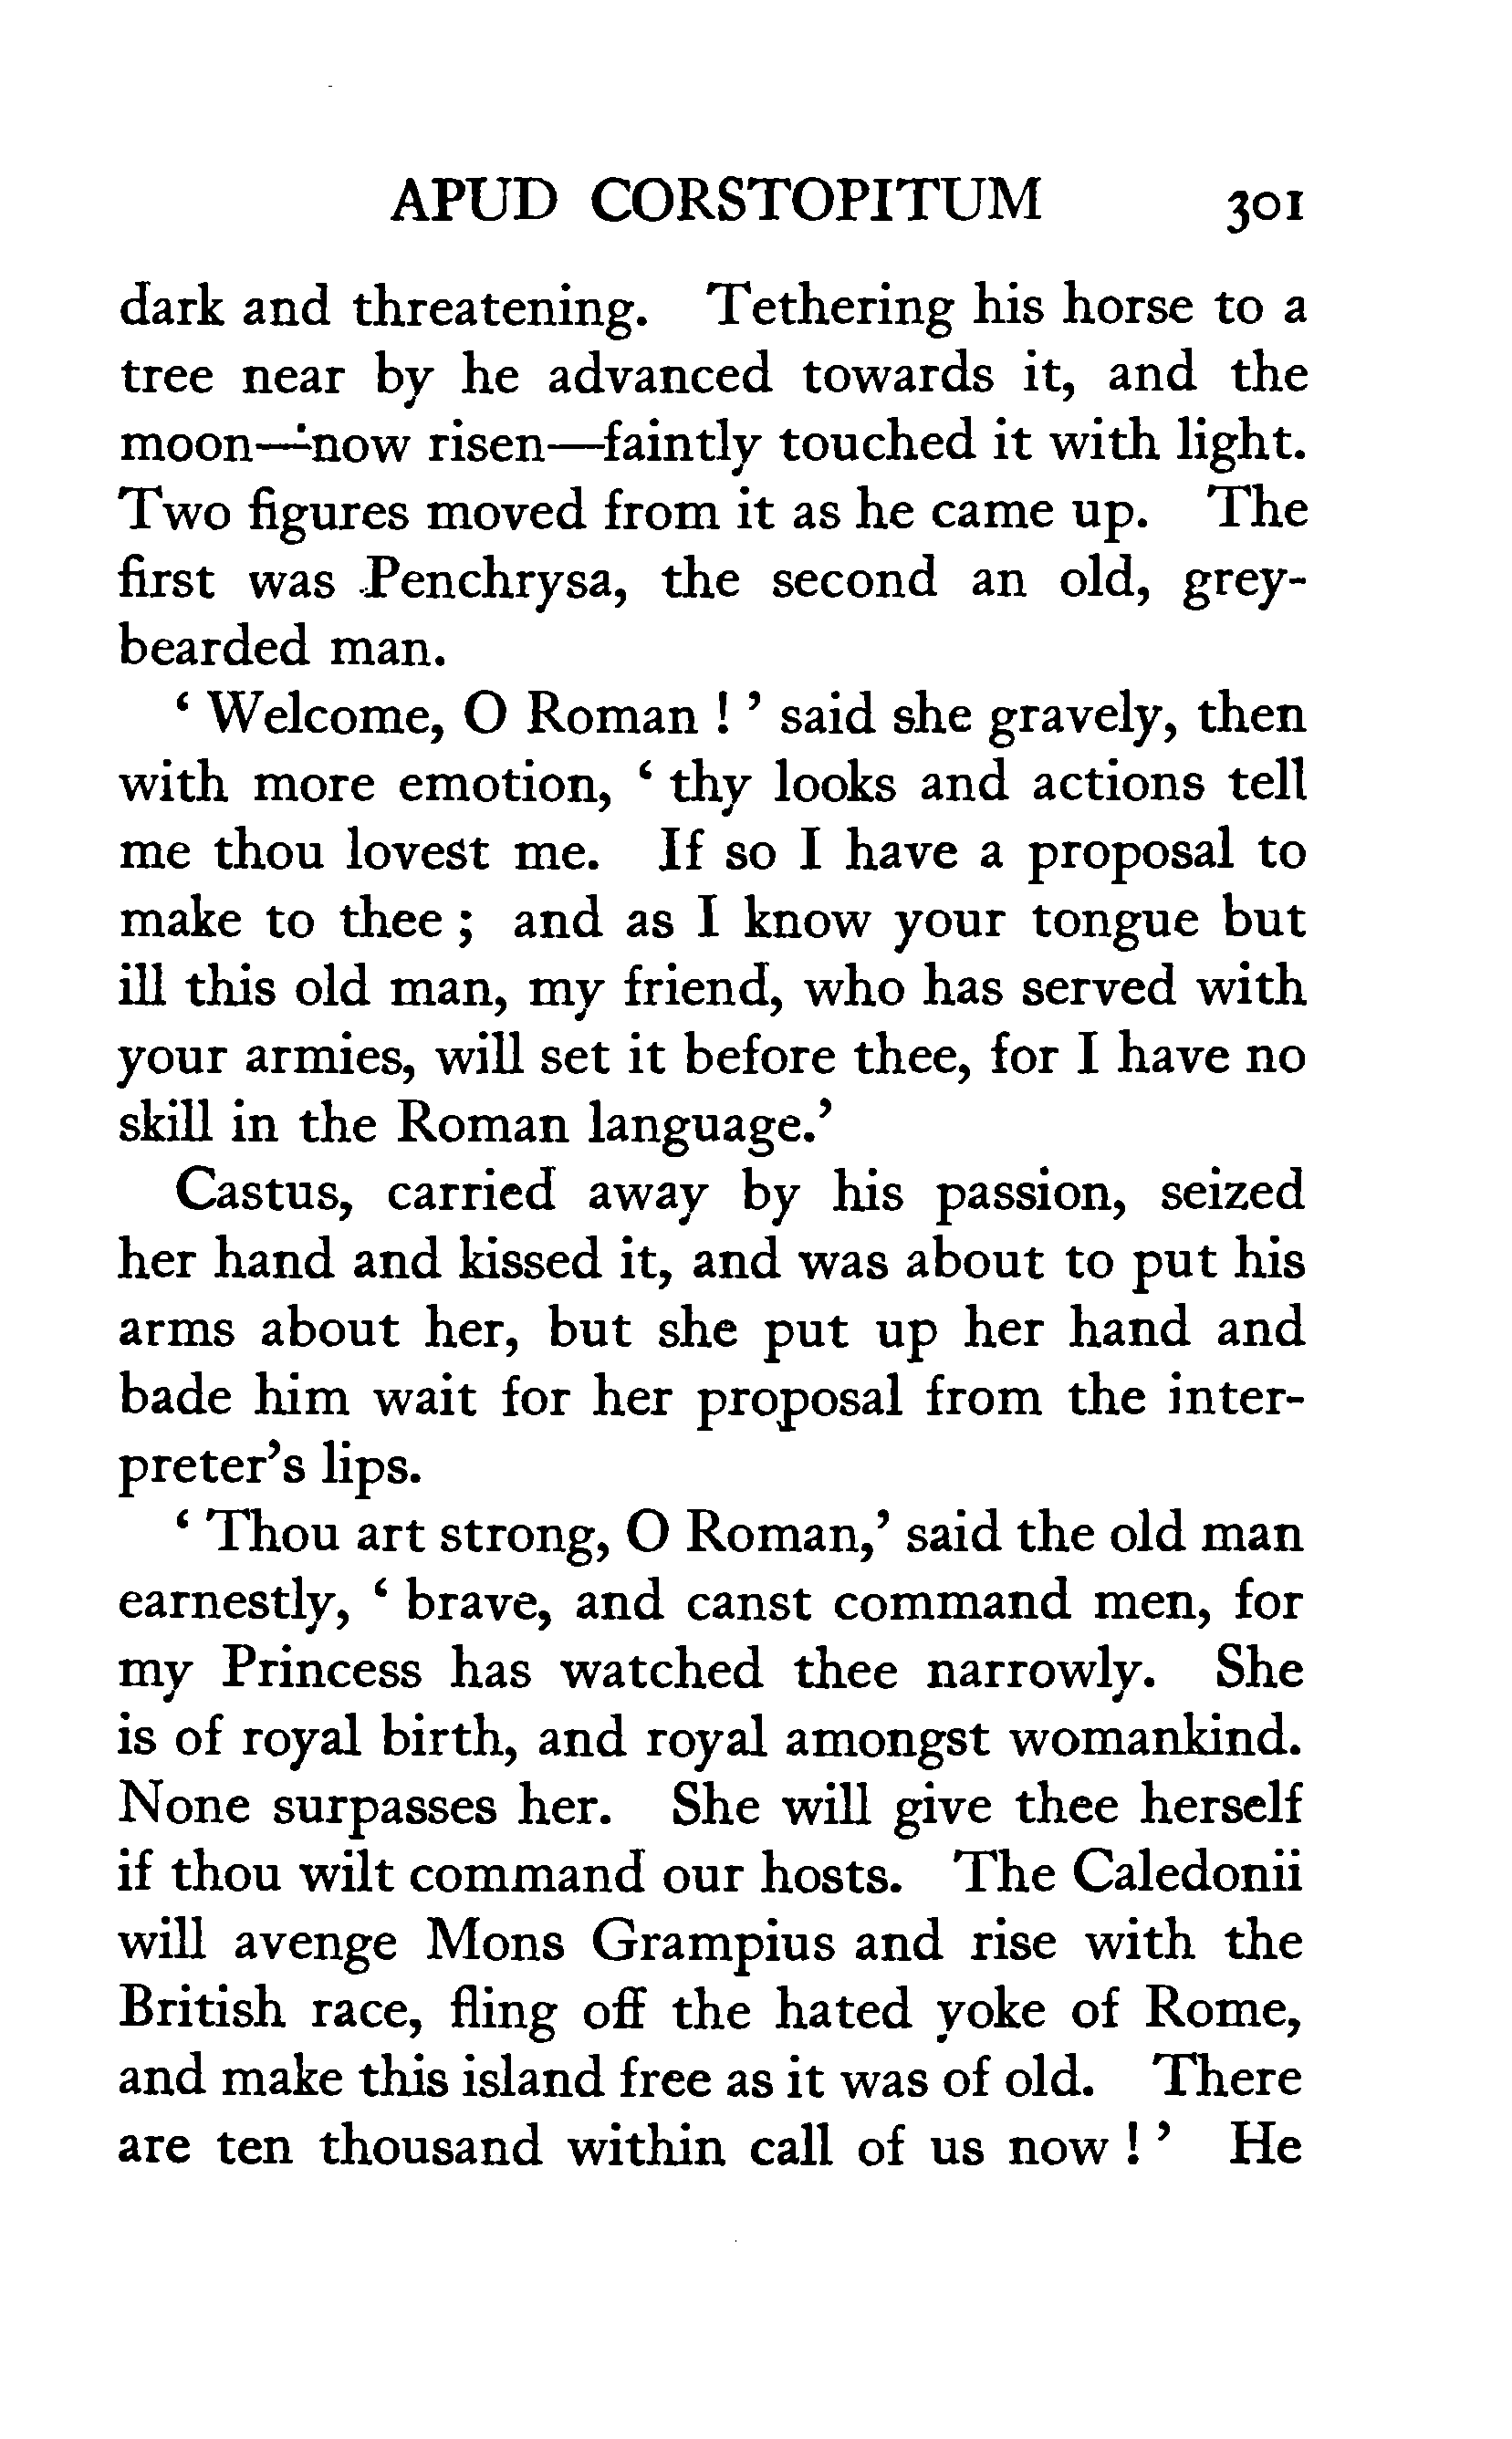 APUD CORSTOPITUM 301
dark and threatening. Tethering his horse to a
tree near by he advanced towards it, and the
moon—now risen—faintly touched it with light.
Two figures moved from it as he came up. The
first was Penchrysa, the second an old, grey-
bearded man.
‘ Welcome, O Roman ! ’ said she gravely, then
with more emotion, ‘ thy looks and actions tell
me thou lovest me. If so I have a proposal to
make to thee ; and as I know your tongue but
ill this old man, my friend, who has served with
your armies, will set it before thee, for I have no
skill in the Roman language.’
Castus, carried away by his passion, seized
her hand and kissed it, and was about to put his
arms about her, but she put up her hand and
bade him wait for her proposal from the inter-
preter’s lips.
‘ Thou art strong, O Roman,’ said the old man
earnestly, ‘ brave, and canst command men, for
my Princess has watched thee narrowly. She
is of royal birth, and royal amongst womankind.
None surpasses her. She will give thee herself
if thou wilt command our hosts. The Caledonii
will avenge Mons Grampius and rise with the
British race, fling off the hated yoke of Rome,
and make this island free as it was of old. There
are ten thousand within call of us now ! ’ He